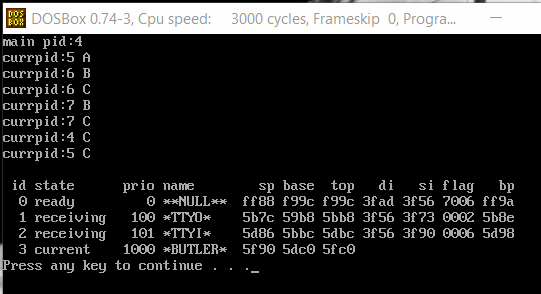 DOS BOX DOSBox 0.74-3, Cpu speed: 3000 cycles, Frameskip 0, Progra...
main pid:4
currpid:5 A
currpid:6 B
currpid:6 C
currpid:7 B
currpid:7 C
currpid:4 C
currpid:5 C
id state prio name sp base top di si flag bp
0 ready 0 **NULL** ff88 f99c f99c 3fad 3f56 7006 ff9a
1 receiving 100 *TTYO* 5b7c 59b8 5bb8 3f56 3f73 0002 5b8e
2 receiving 101 *TTYI* 5d86 5bbc 5dbc 3f56 3f90 0006 5d98
3 current 1000 *BUTLER* 5f90 5dc0 5fc0
Press any key to continue . . ._